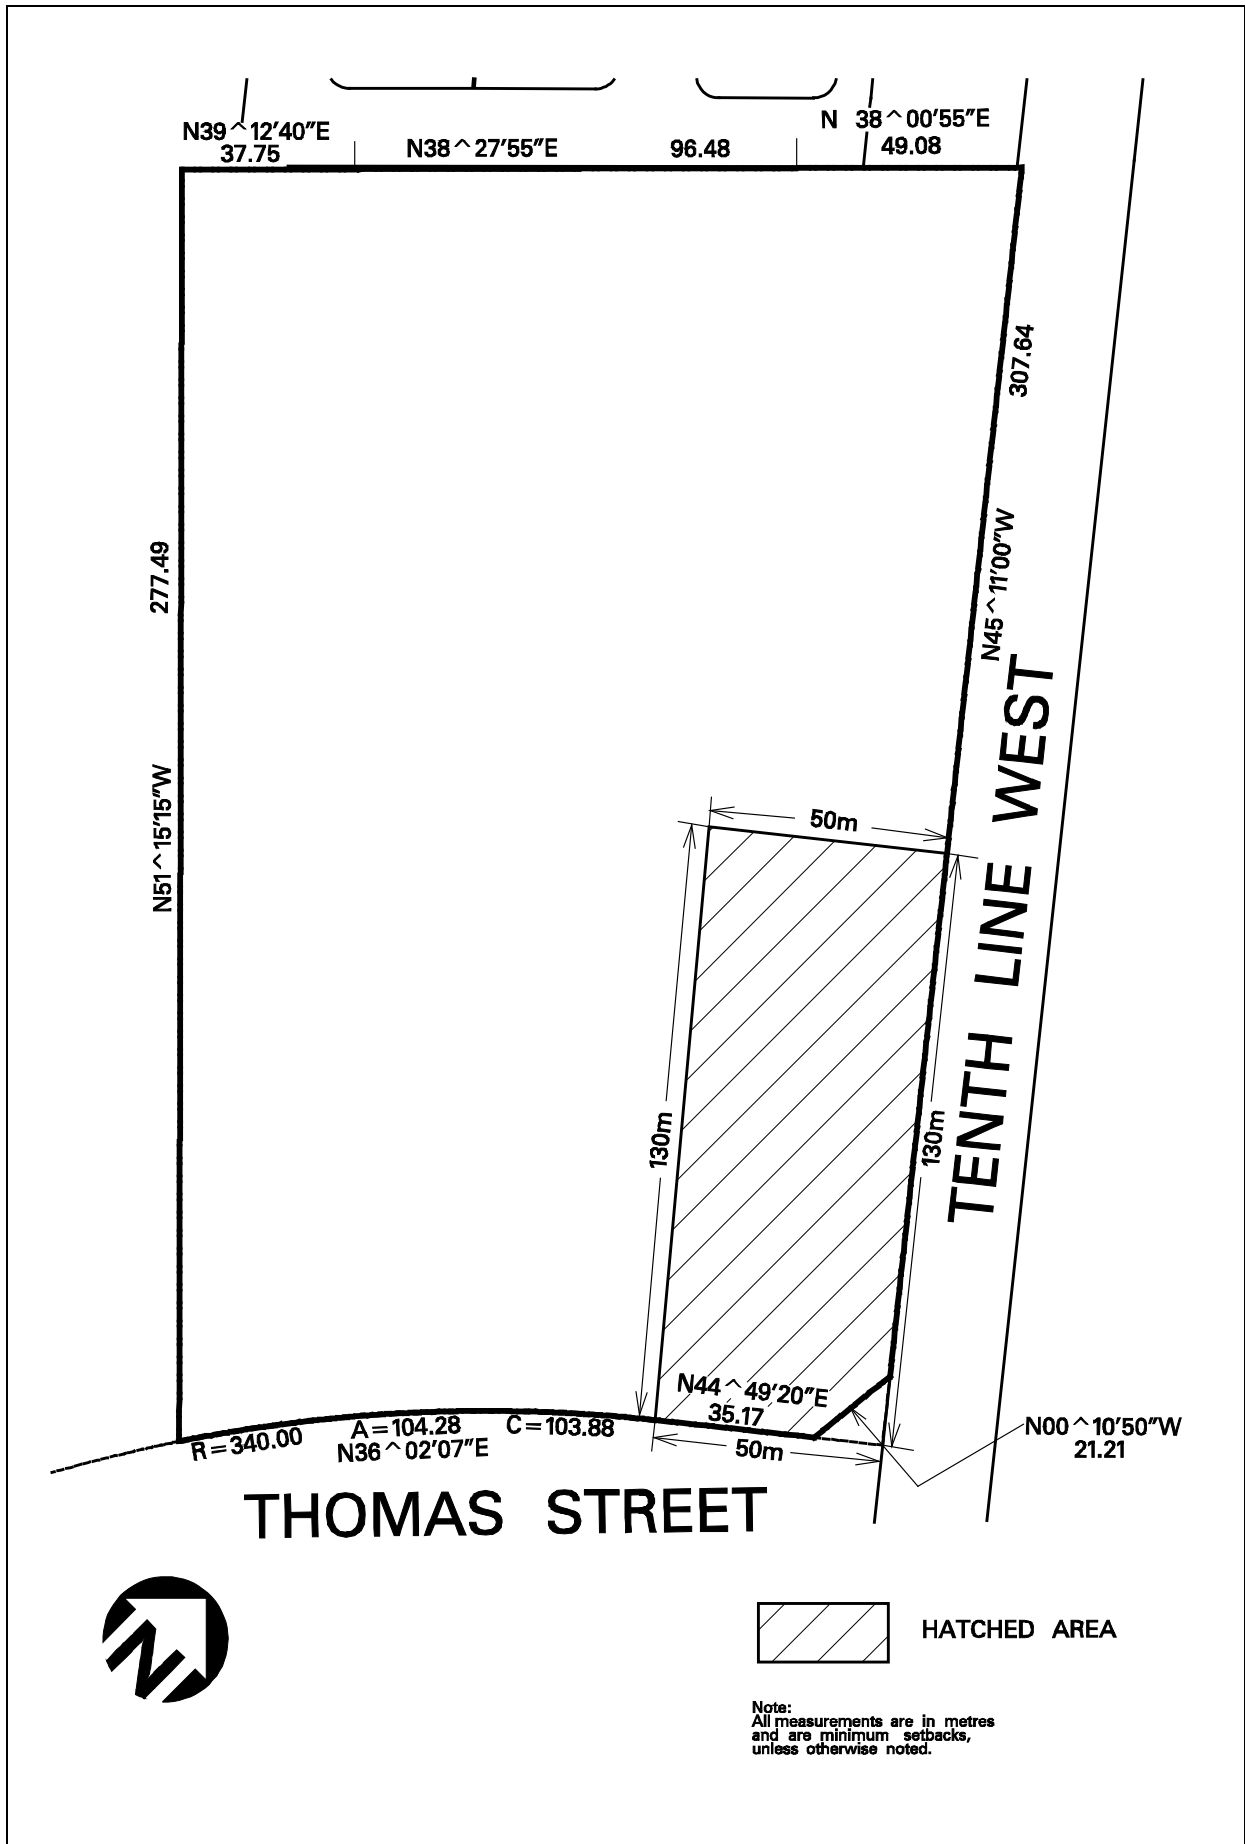 N39^12'40"E
37.75
N38^27'55"E
96.48
N 38^00'55"E
49.08
307.64
N45^11'00"W
277.49
N51^15'15"W
TENTH LINE WEST
50m
130m
130m
N44^49'20"E
35.17
50m
R=340.00
A=104.28
C=103.88
N36^02'07"E
N00^10'50"W
21.21
THOMAS STREET
N
HATCHED AREA
Note:
All measurements are in metres
and are minimum setbacks,
unless otherwise noted.